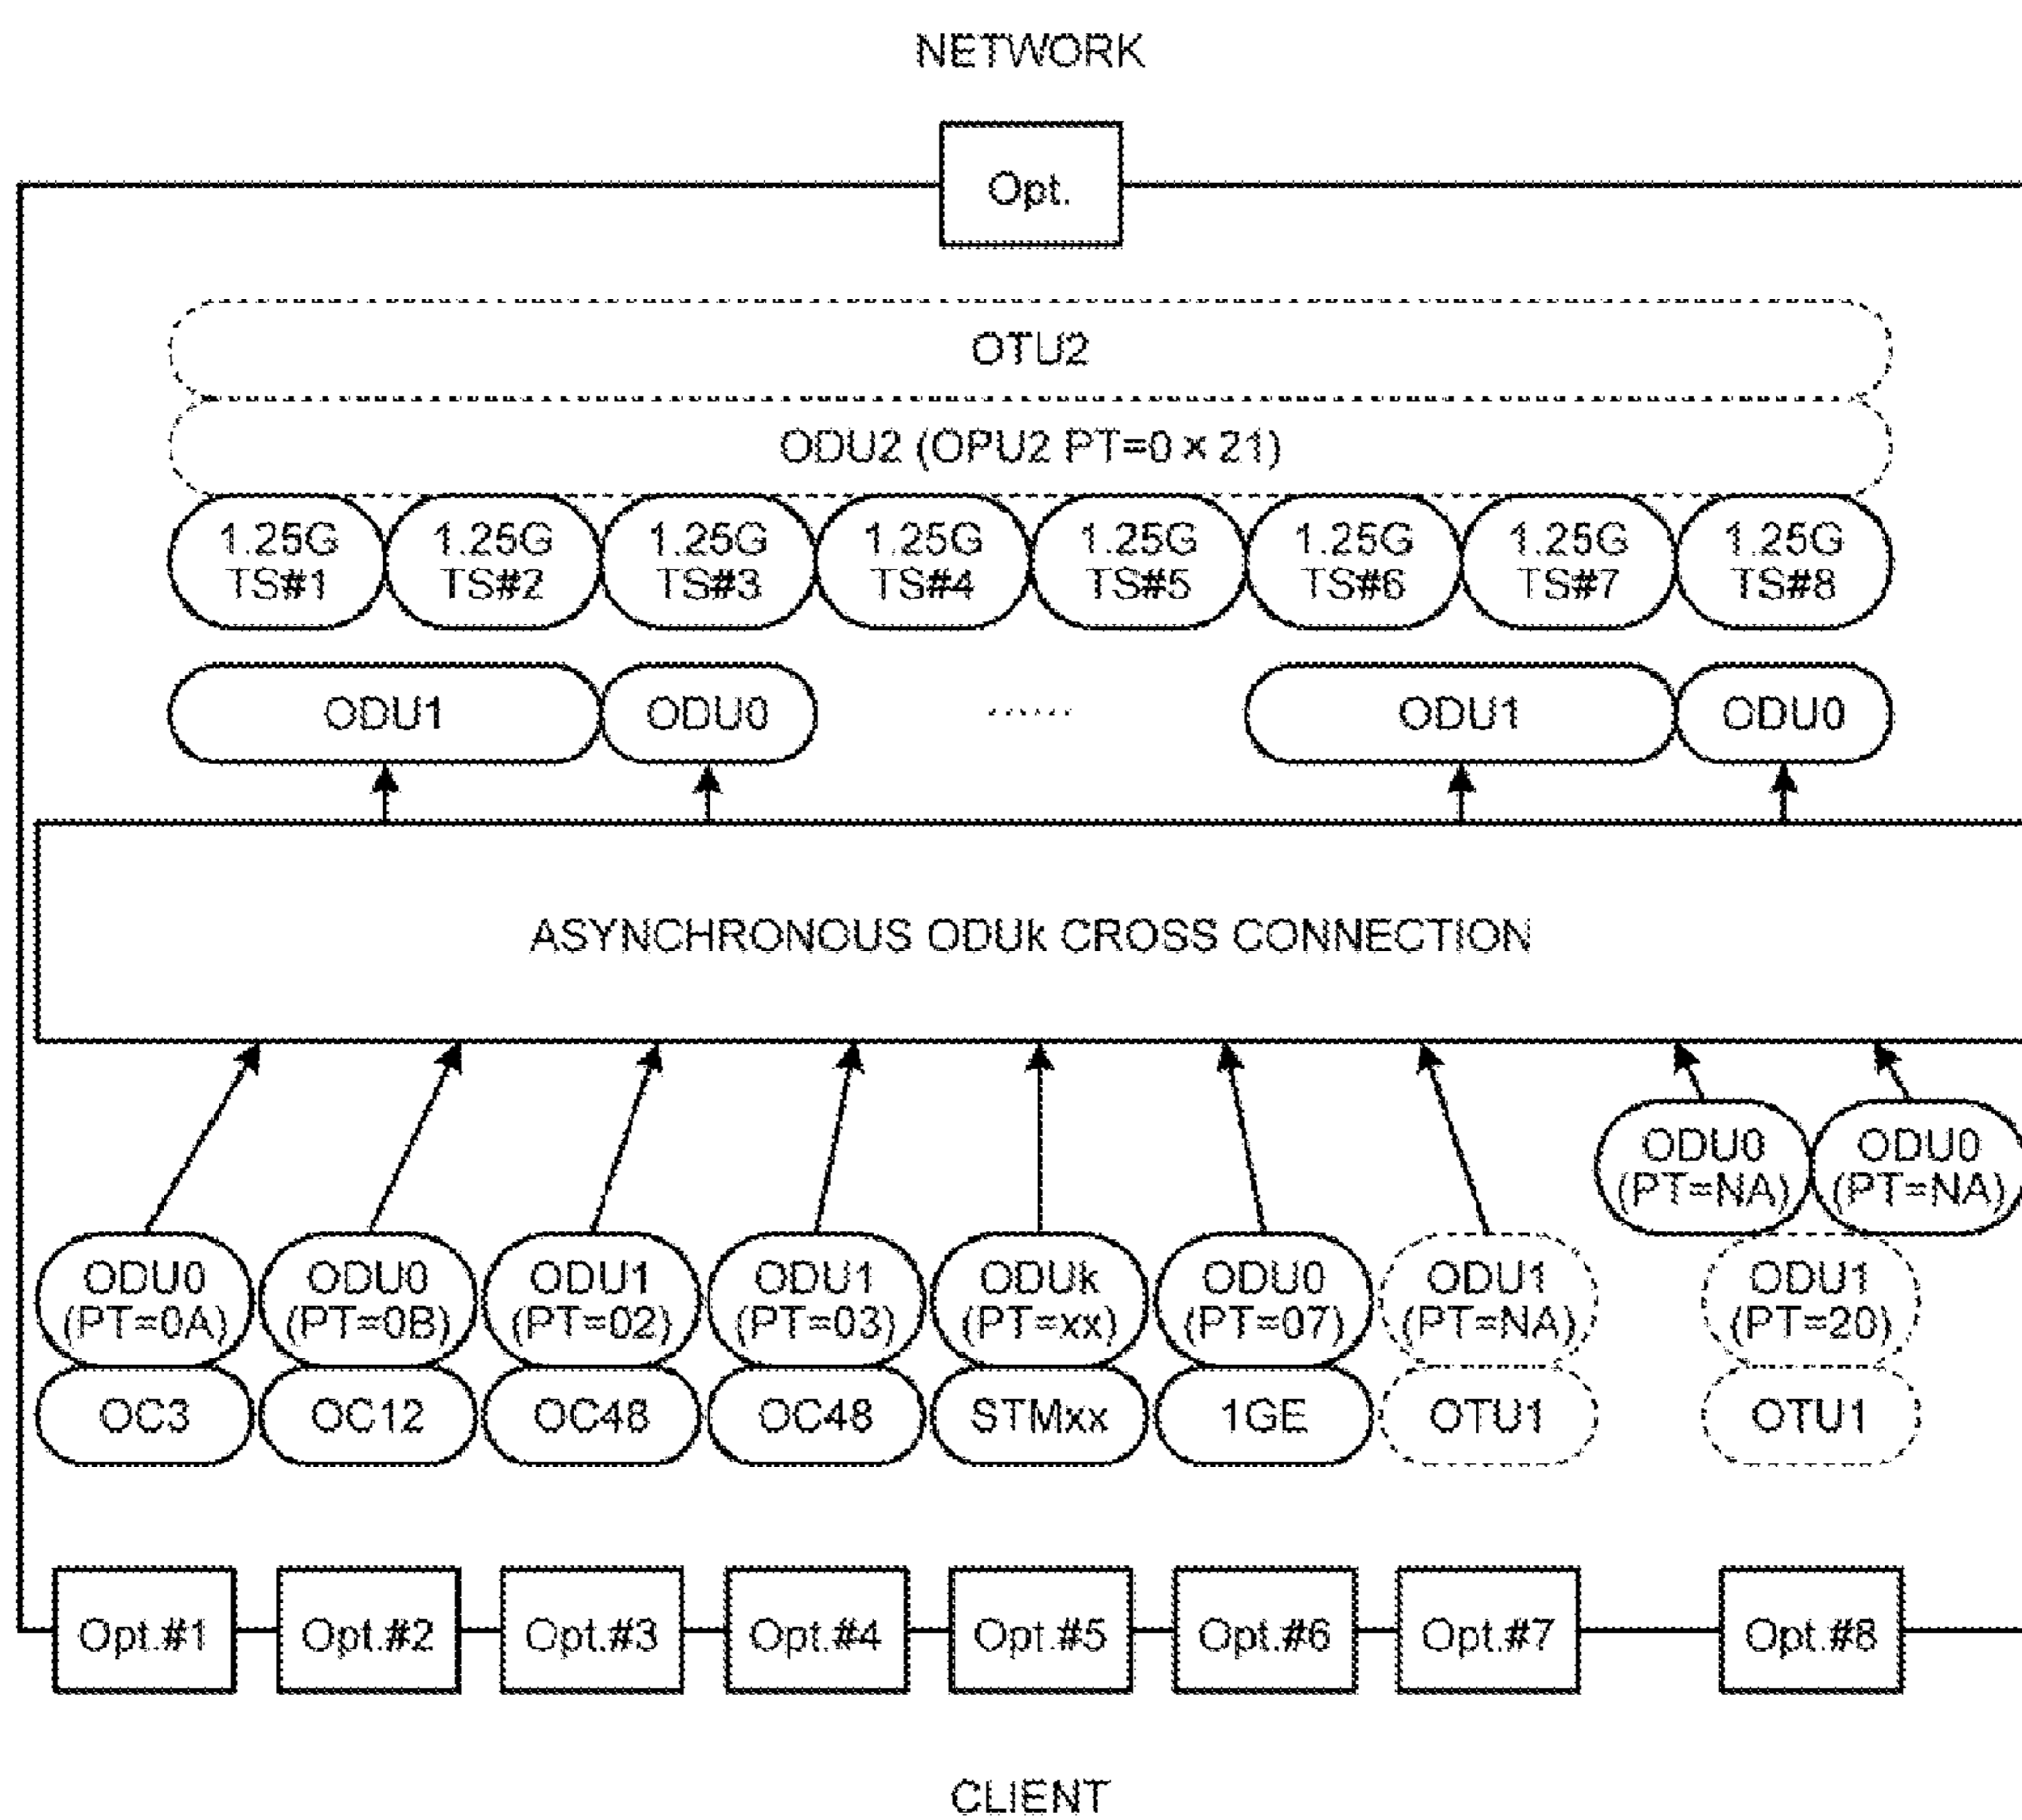 NETWORK
Opt.
OTU2
ODU2 (OPU2 PT=0 × 21)
1.25G 1.25G 1.25G 1.25G 1.25G 1.25G 1.25G 1.25G
TS#1 TS#2 TS#3 TS#4 TS#5 TS#6 TS#7 TS#8
ODU1 ODU0 ...... ODU1 ODU0
ASYNCHRONOUS ODUk CROSS CONNECTION
ODU0 ODU0
(PT=NA) (PT=NA)
ODU0 ODU0 ODU1 ODU1 ODUk ODU0 ODU1 ODU1
(PT=0A) (PT=0B) (PT=02) (PT=03) (PT=xx) (PT=07) (PT=NA) (PT=20)
OC3 OC12 OC48 OC48 STMxx 1GE OTU1 OTU1
Opt.#1 Opt.#2 Opt.#3 Opt.#4 Opt.#5 Opt.#6 Opt.#7 Opt.#8
CLIENT